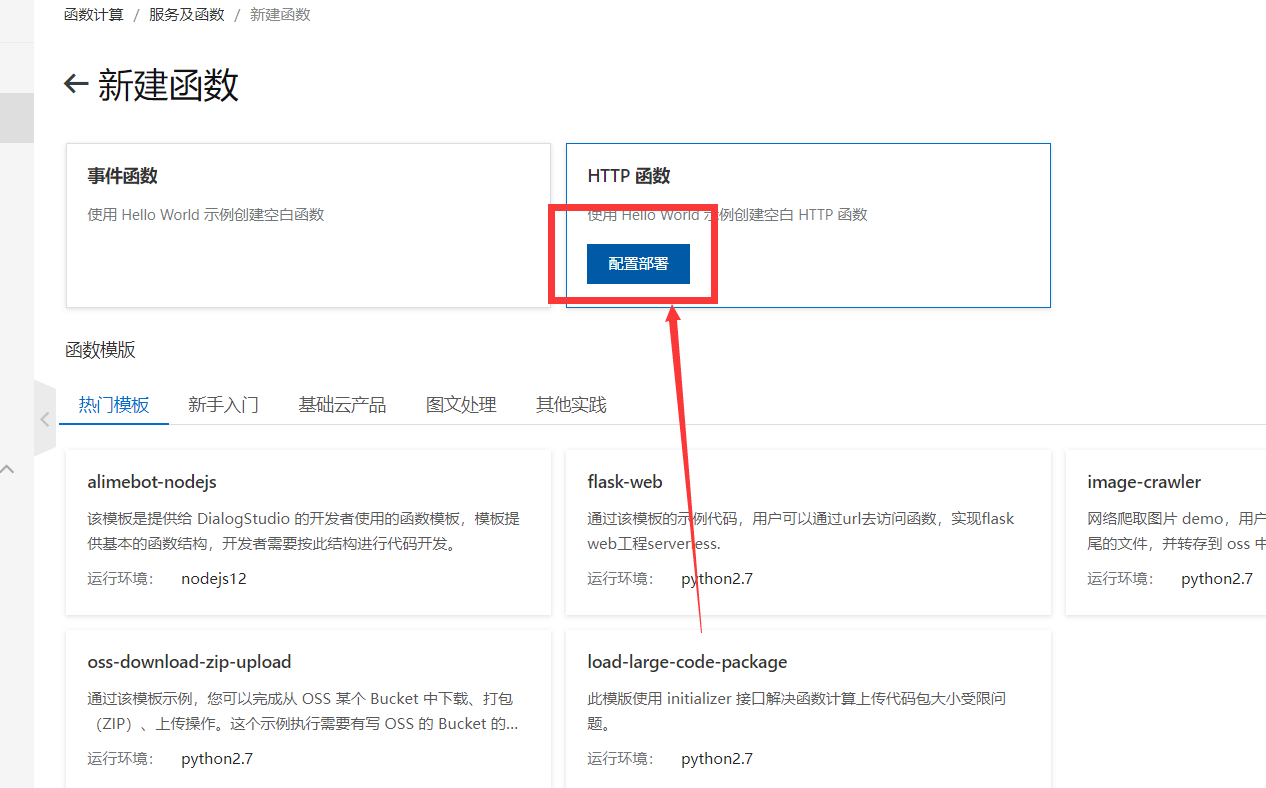 函数计算 / 服务及函数 / 新建函数
新建函数
事件函数
使用 Hello World 示例创建空白函数
HTTP 函数
使用 Hello World 示例创建空白 HTTP 函数
配置部署
函数模版
热门模板 新手入门 基础云产品 图文处理 其他实践
alimebot-nodejs
该模板是提供给 DialogStudio 的开发者使用的函数模板，模板提
供基本的函数结构，开发者需要按此结构进行代码开发。
运行环境： nodejs12
flask-web
通过该模板的示例代码，用户可以通过url去访问函数，实现flask
web工程serverless.
运行环境： python2.7
image-crawler
网络爬取图片 demo，用户
尾的文件，并转存到 oss 中
运行环境： python2.7
oss-download-zip-upload
通过该模板示例，您可以完成从 OSS 某个 Bucket 中下载、打包
（ZIP）、上传操作。这个示例执行需要有写 OSS 的 Bucket 的...
运行环境： python2.7
load-large-code-package
此模版使用 initializer 接口解决函数计算上传代码包大小受限问
题。
运行环境： python2.7